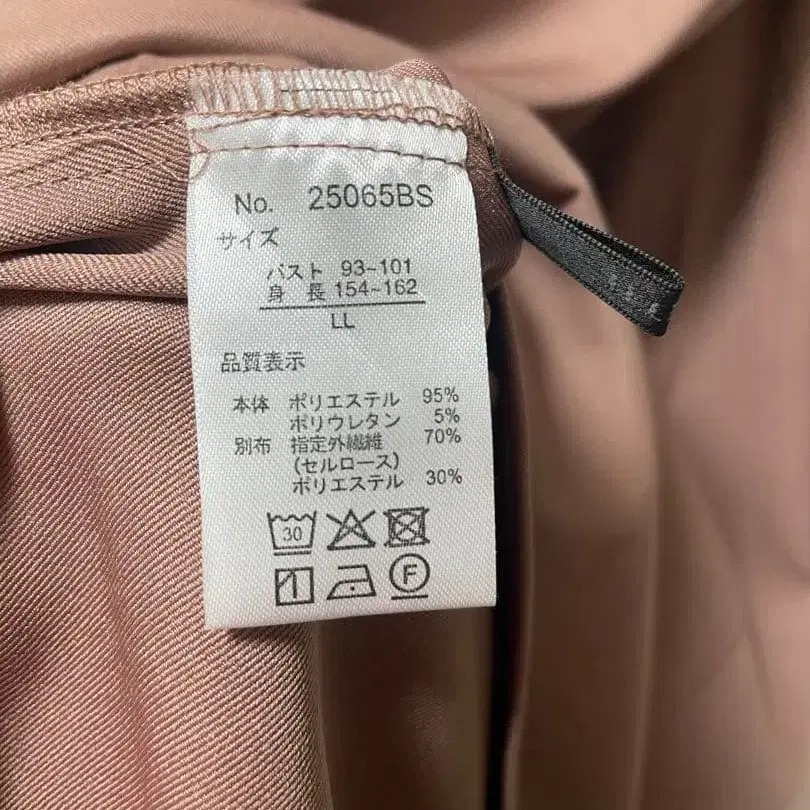 No. 25065BS
サイズ
バスト 93~101
身長 154~162
LL
品質表示
本体 ポリエステル 95%
ポリウレタン 5%
別布 指定外繊維 70%
(セルロース)
ポリエステル 30%
30
F